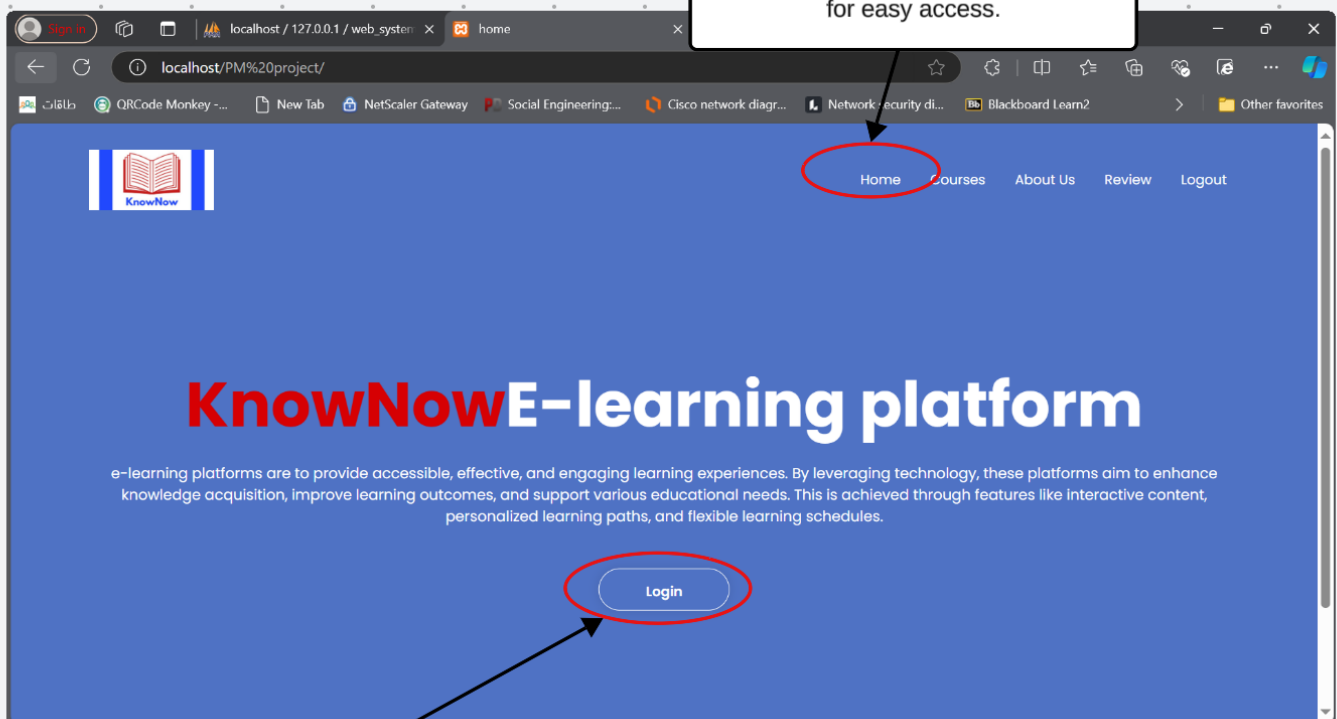 for easy access.
Sign in
localhost / 127.0.0.1 / web_system
home
localhost/PM%20project/
طاقات
QRCode Monkey -...
New Tab
NetScaler Gateway
Social Engineering:...
Cisco network diagr...
Network security di...
Blackboard Learn2
Other favorites
KnowNow
Home
Courses
About Us
Review
Logout
KnowNowE-learning platform
e-learning platforms are to provide accessible, effective, and engaging learning experiences. By leveraging technology, these platforms aim to enhance
knowledge acquisition, improve learning outcomes, and support various educational needs. This is achieved through features like interactive content,
personalized learning paths, and flexible learning schedules.
Login